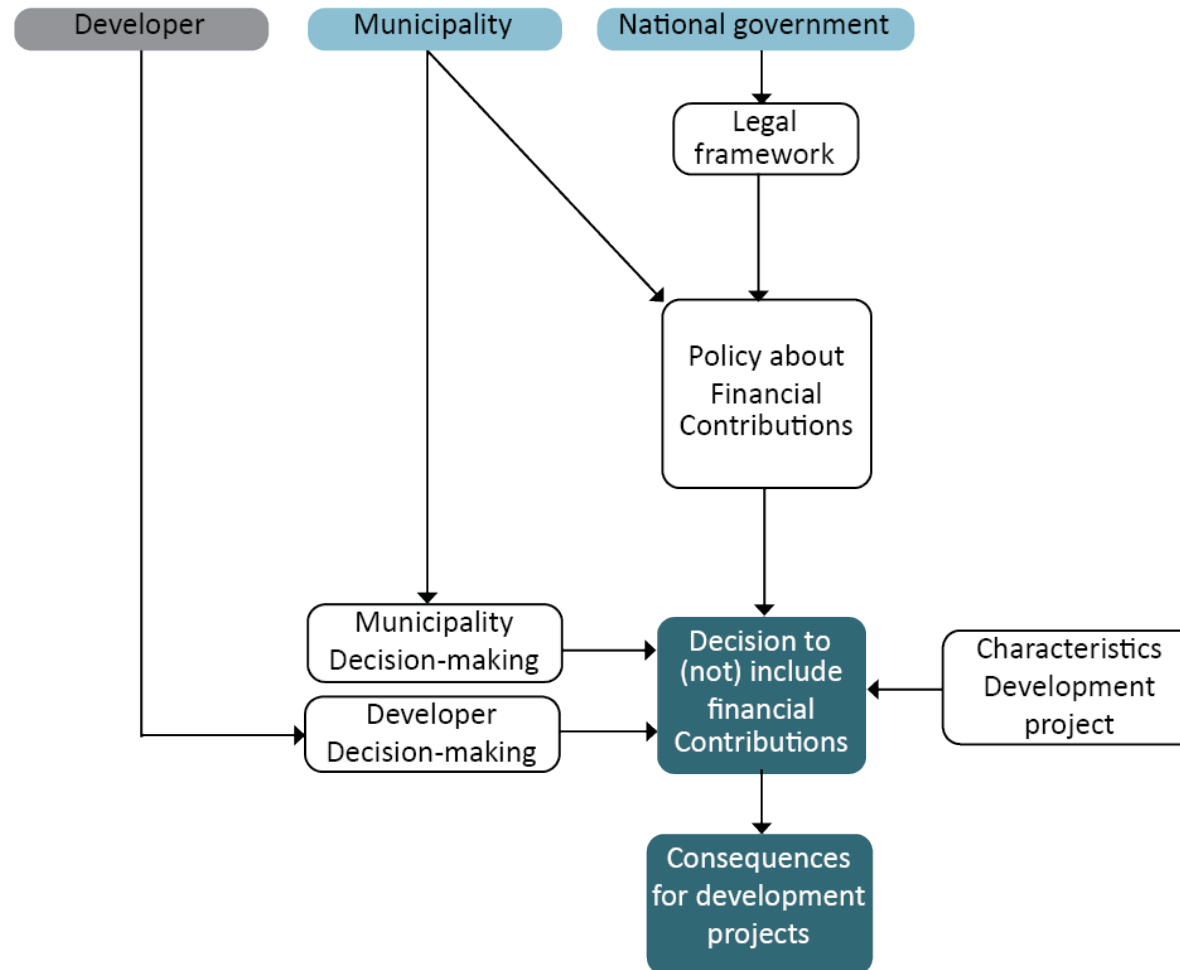 Developer
Municipality
National government
Legal
framework
Policy about
Financial
Contributions
Municipality
Decision-making
Developer
Decision-making
Decision to
(not) include
financial
Contributions
Characteristics
Development
project
Consequences
for development
projects